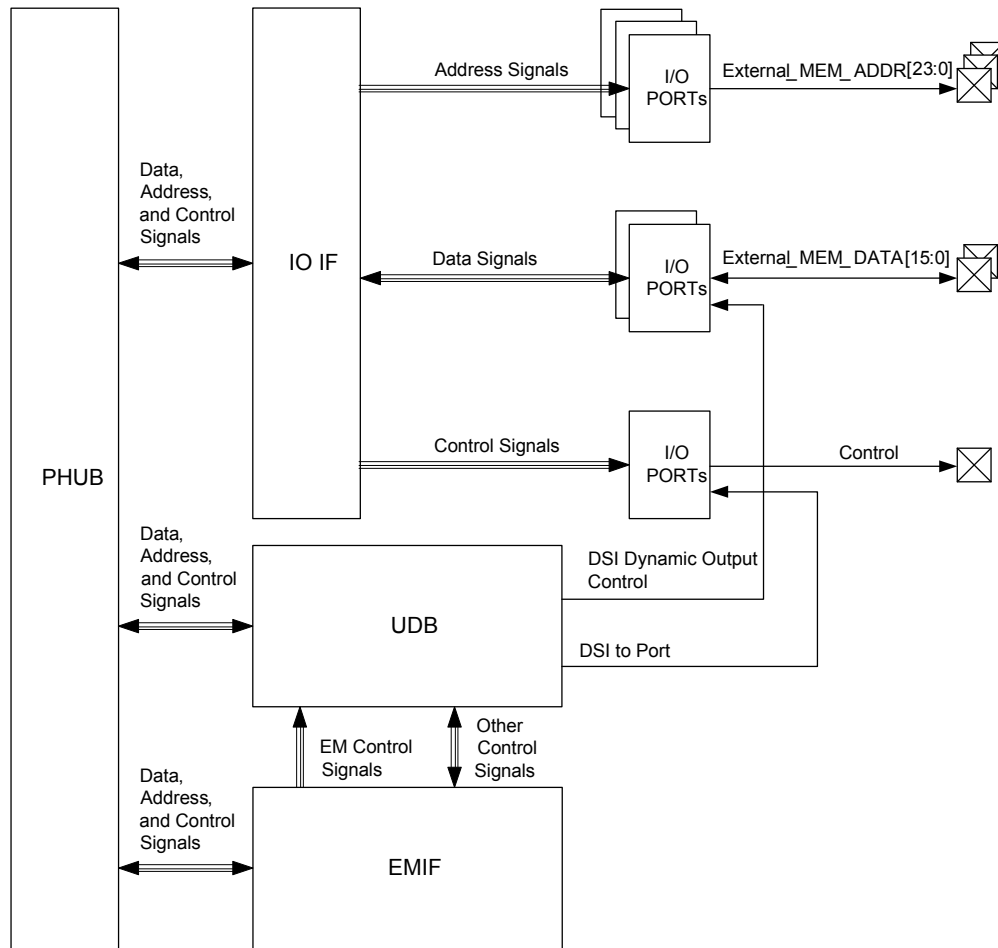 Address Signals
I/O
PORTs
External_MEM_ADDR[23:0]
Data,
Address,
and Control
Signals
IO IF
Data Signals
I/O
PORTs
External_MEM_DATA[15:0]
Control Signals
I/O
PORTs
Control
PHUB
Data,
Address,
and Control
Signals
UDB
DSI Dynamic Output
Control
DSI to Port
EM Control
Signals
Other
Control
Signals
Data,
Address,
and Control
Signals
EMIF